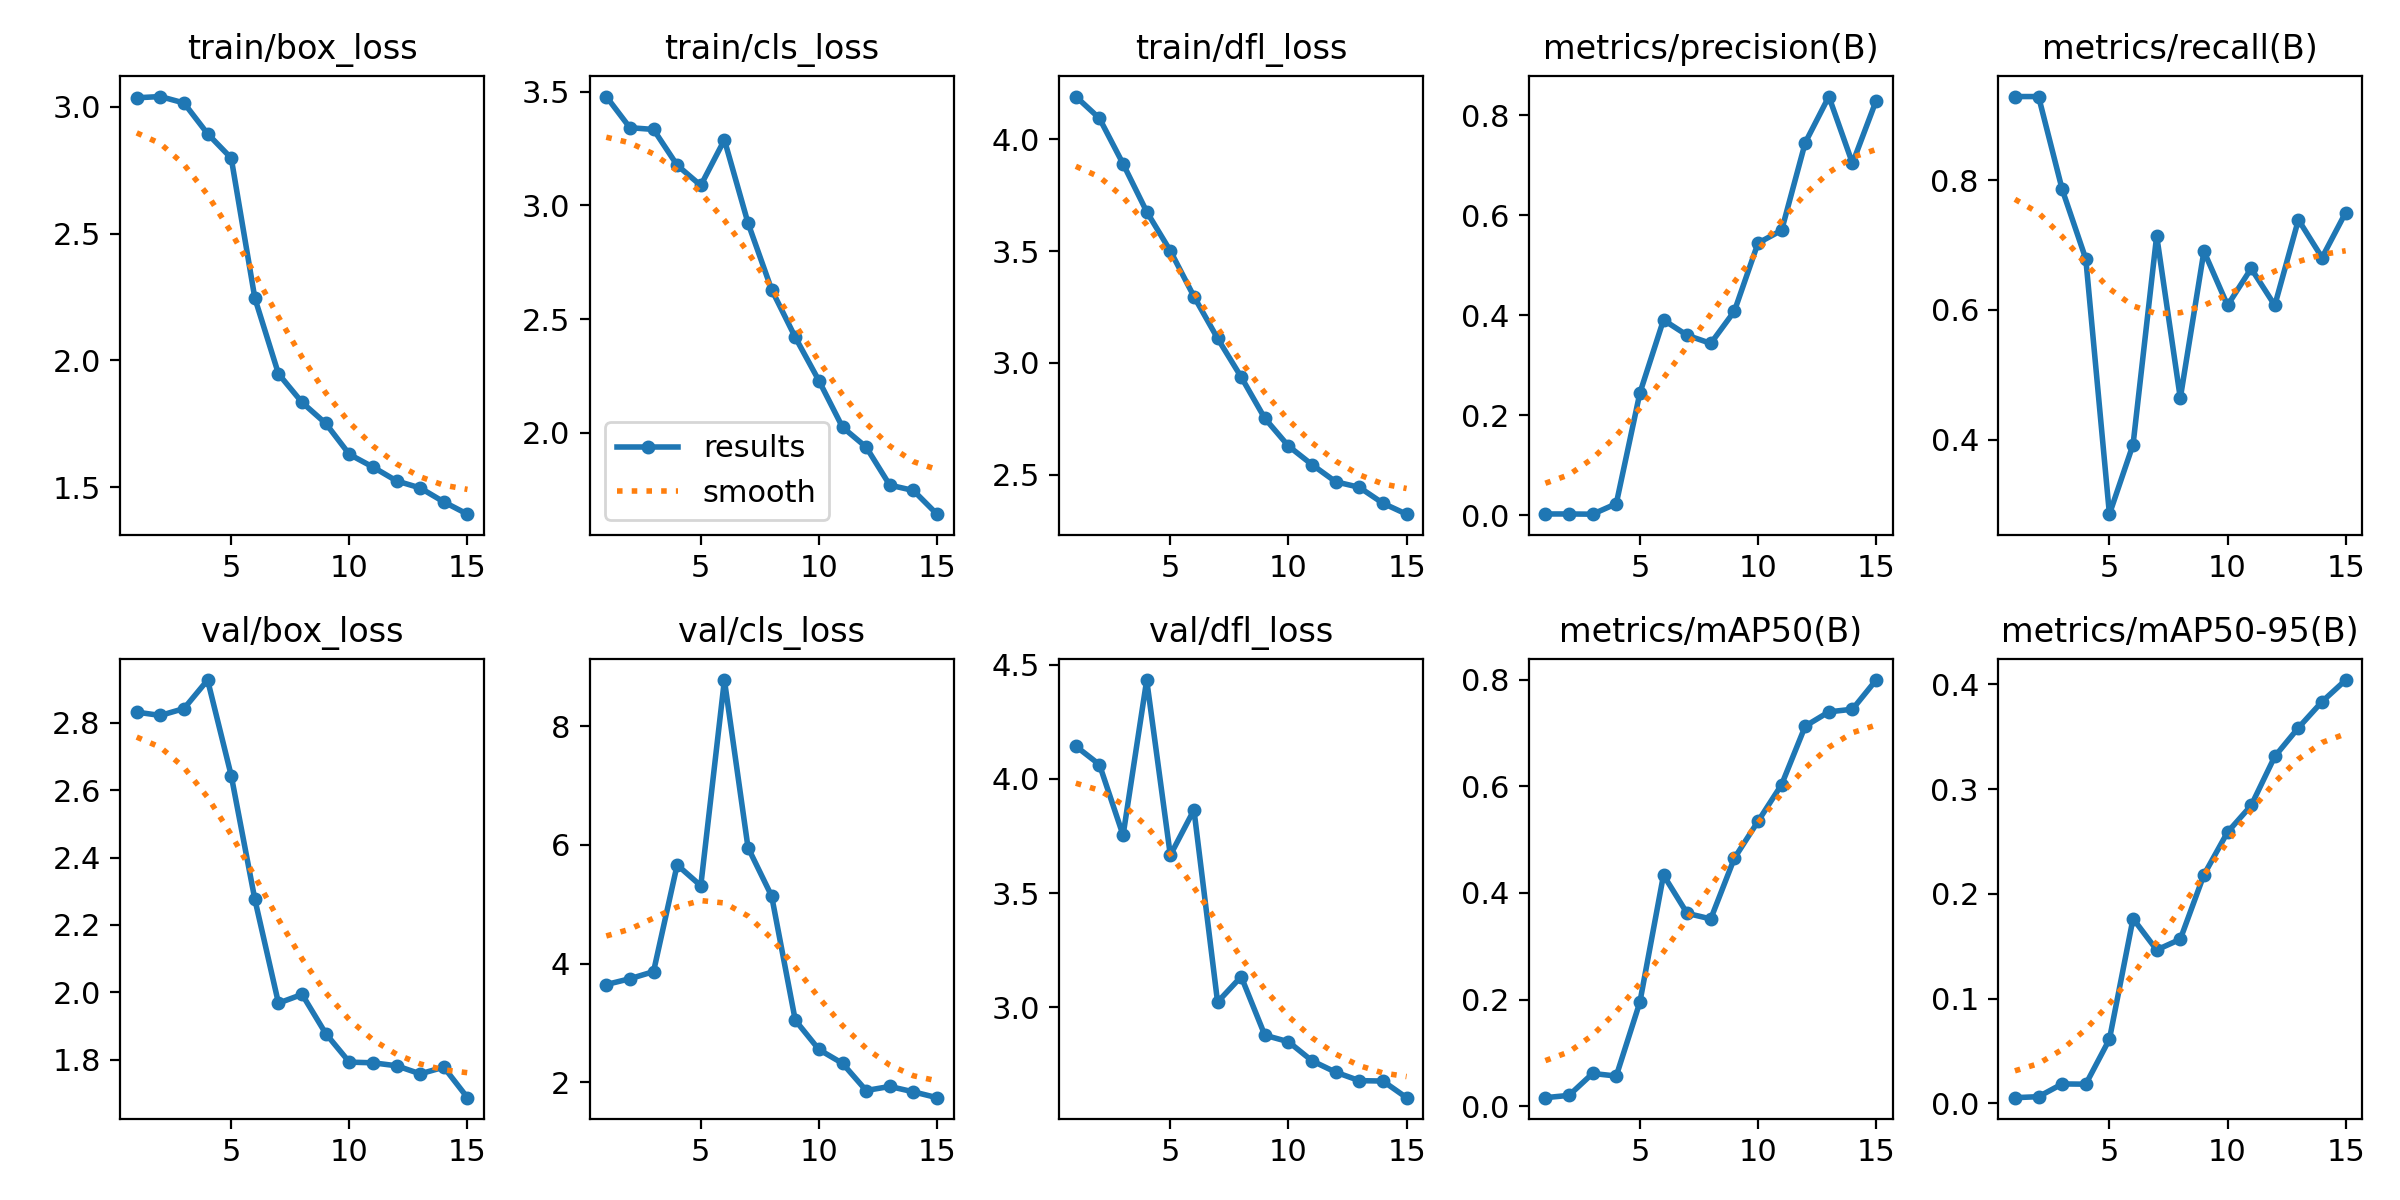 train/box_loss
train/cls_loss
train/dfl_loss
metrics/precision(B)
metrics/recall(B)
3.0
2.5
2.0
1.5
5 10 15
3.5
3.0
2.5
2.0
results
smooth
5 10 15
4.0
3.5
3.0
2.5
5 10 15
0.8
0.6
0.4
0.2
0.0
5 10 15
0.8
0.6
0.4
5 10 15
val/box_loss
val/cls_loss
val/dfl_loss
metrics/mAP50(B)
metrics/mAP50-95(B)
2.8
2.6
2.4
2.2
2.0
1.8
5 10 15
8
6
4
2
5 10 15
4.5
4.0
3.5
3.0
5 10 15
0.8
0.6
0.4
0.2
0.0
5 10 15
0.4
0.3
0.2
0.1
0.0
5 10 15